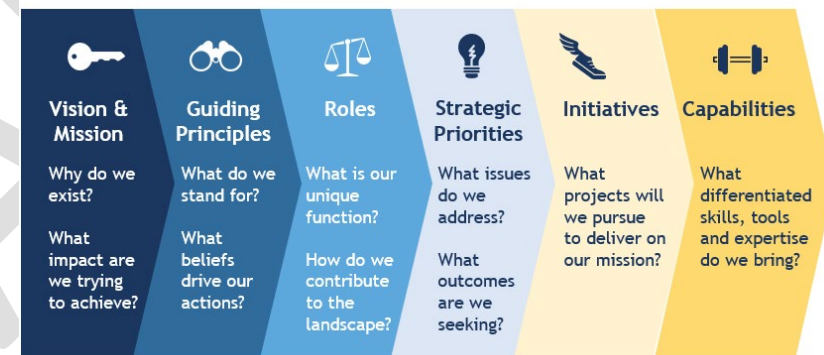 Vision &
Mission
Why do we
exist?
What
impact are
we trying
to achieve?
Guiding
Principles
What do we
stand for?
What
beliefs
drive our
actions?
Roles
What is our
unique
function?
How do we
contribute
to the
landscape?
Strategic
Priorities
What issues
do we
address?
What
outcomes
are we
seeking?
Initiatives
What
projects will
we pursue
to deliver on
our mission?
Capabilities
What
differentiated
skills, tools
and expertise
do we bring?